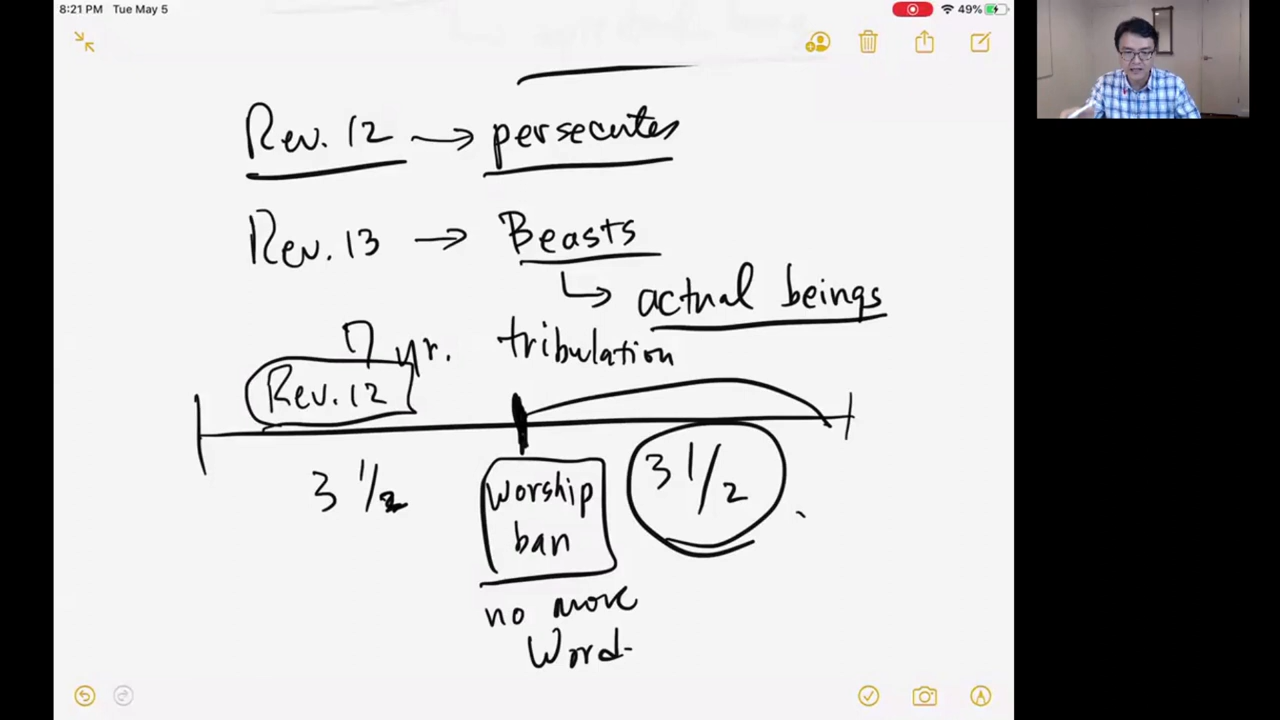 8:21 PM Tue May 5
49%
Rev. 12 → persecutes
Rev. 13 → Beasts
↳ actual beings
7 yr. tribulation
Rev. 12
3 1/2
3 1/2
Worship
ban
no more
Word